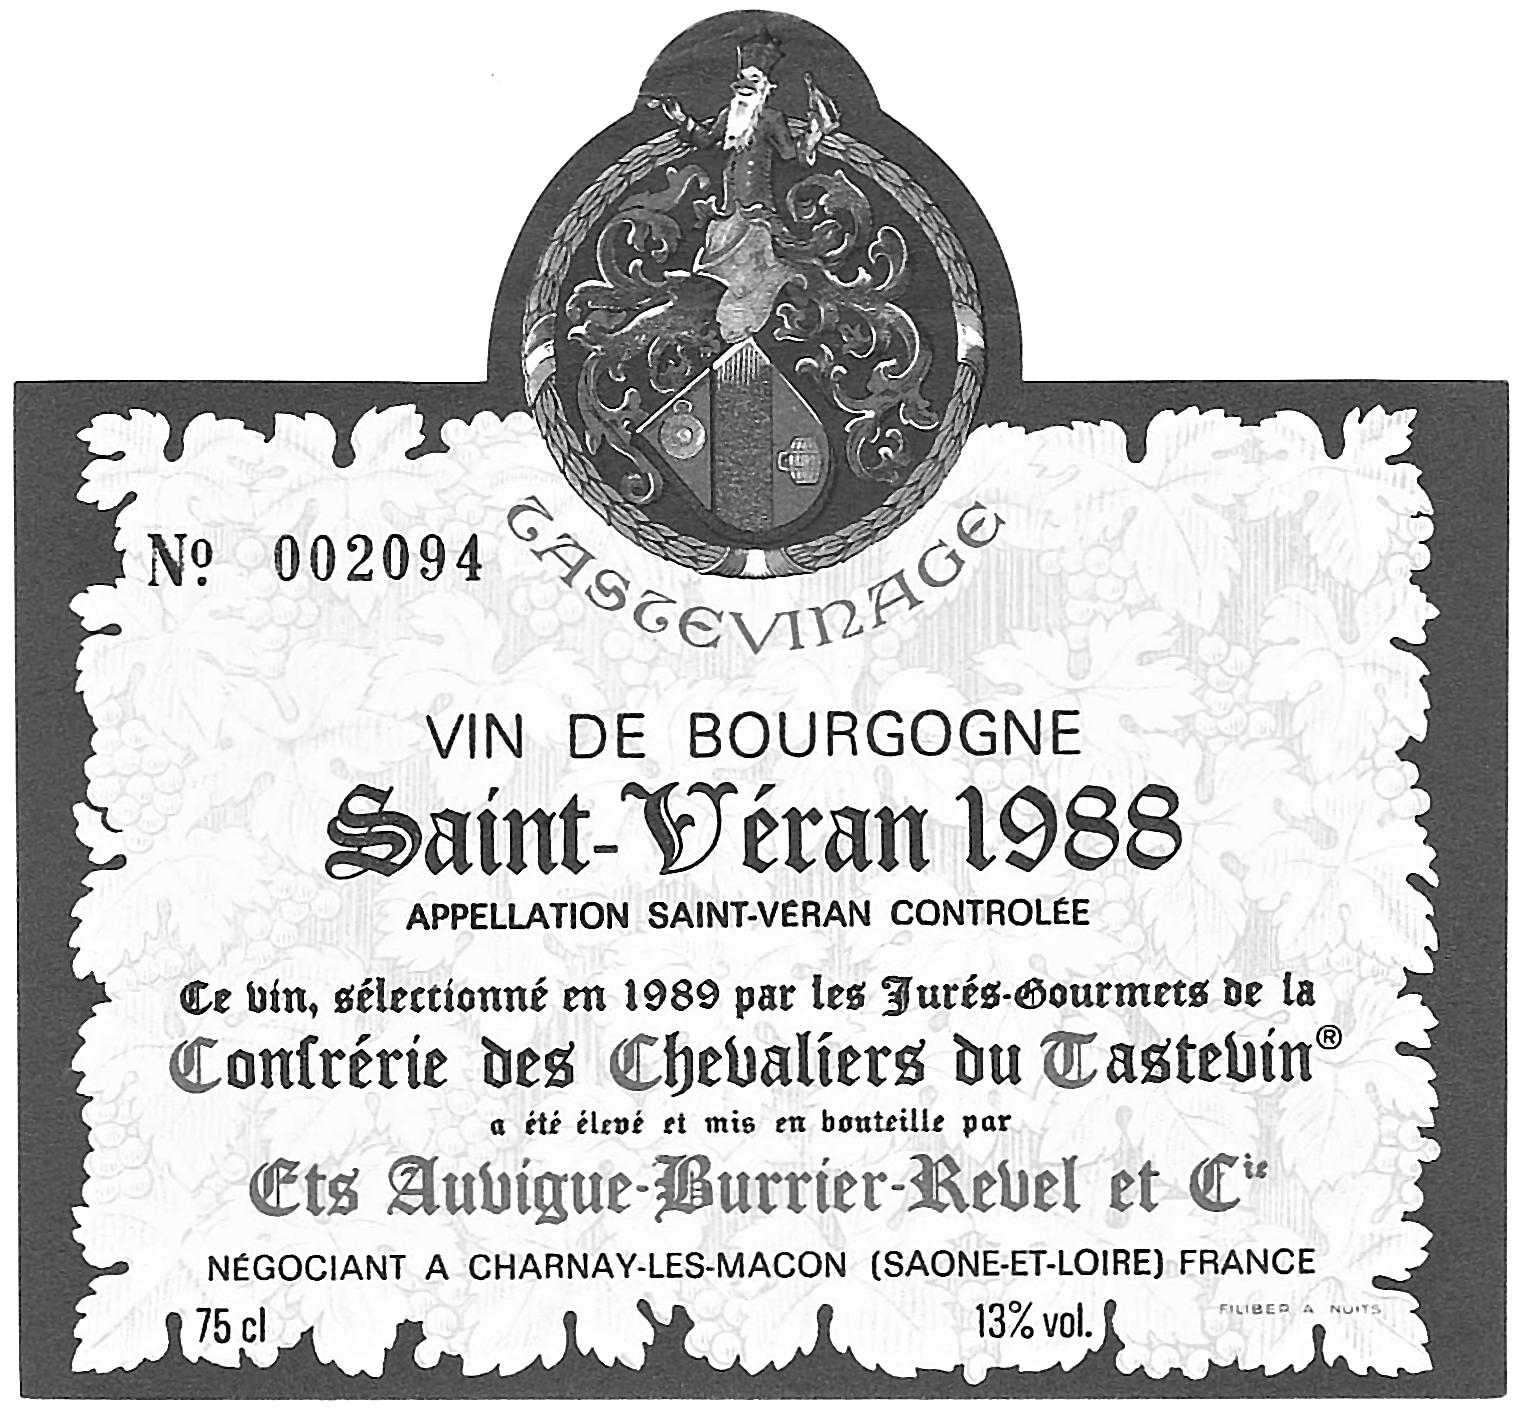 Nº 002094
TASTEVINAGE
VIN DE BOURGOGNE
Saint-Véran 1988
APPELLATION SAINT-VÉRAN CONTROLÉE
Ce vin, sélectionné en 1989 par les Jurés-Gourmets de la
Confrérie des Chevaliers du Tastevin®
a été élevé et mis en bouteille par
Ets Auvigue-Burrier-Revel et Cie
NÉGOCIANT A CHARNAY-LES-MACON (SAONE-ET-LOIRE) FRANCE
75 cl 13% vol. FILIBER A NUITS